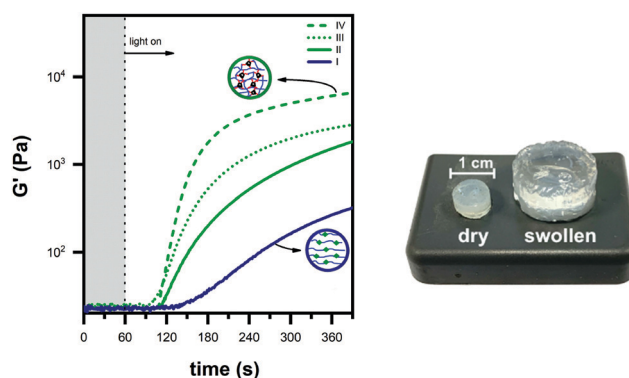 light on
IV
III
II
I
10⁴
10³
10²
G' (Pa)
0 60 120 180 240 300 360
time (s)
1 cm
dry swollen